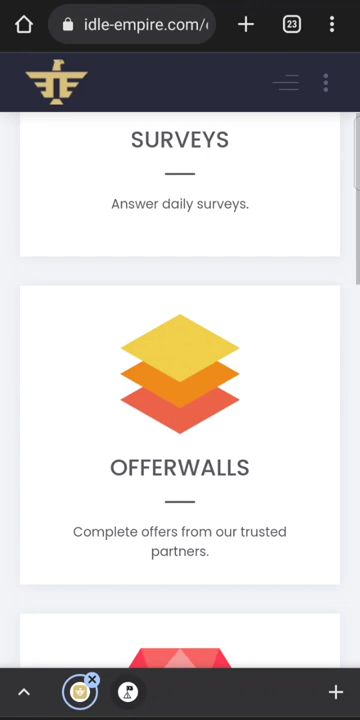 idle-empire.com/
23
SURVEYS
Answer daily surveys.
OFFERWALLS
Complete offers from our trusted
partners.